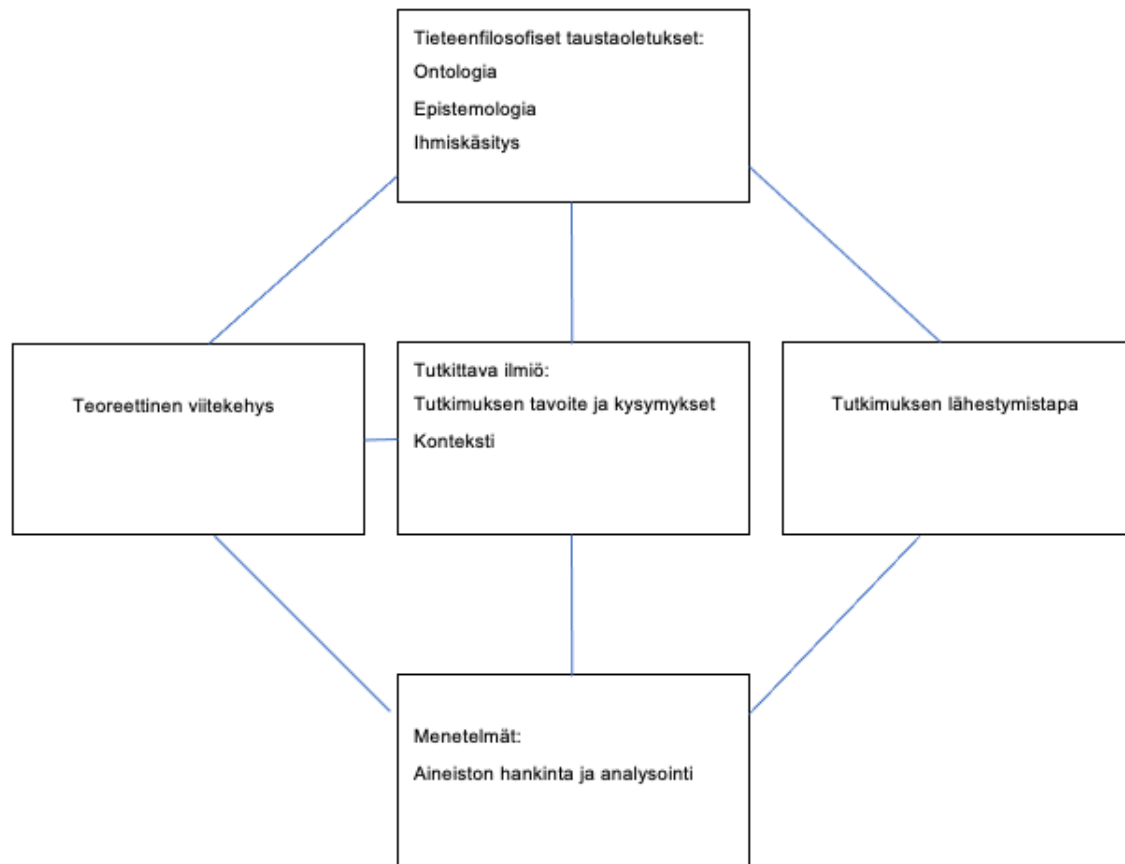 Tieteenfilosofiset taustaoletukset:
Ontologia
Epistemologia
Ihmiskäsitys
Teoreettinen viitekehys
Tutkittava ilmiö:
Tutkimuksen tavoite ja kysymykset
Konteksti
Tutkimuksen lähestymistapa
Menetelmät:
Aineiston hankinta ja analysointi